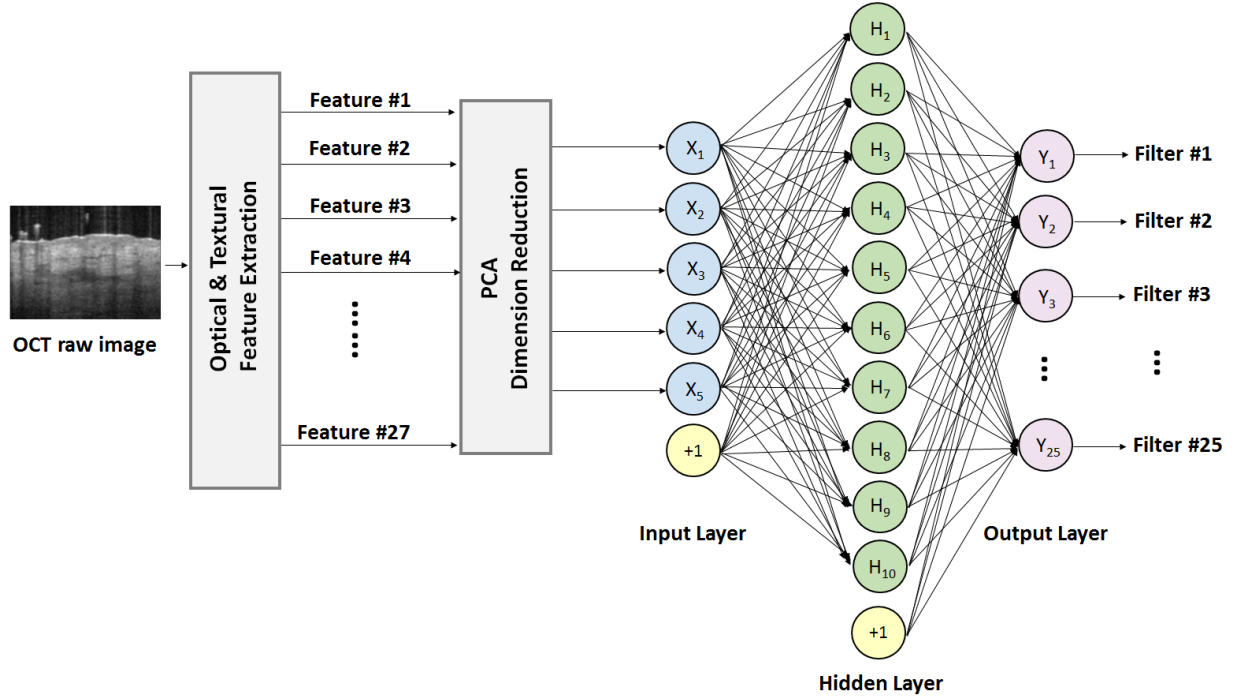 OCT raw image
Optical & Textural
Feature Extraction
Feature #1
Feature #2
Feature #3
Feature #4
......
Feature #27
PCA
Dimension Reduction
X1
X2
X3
X4
X5
+1
Input Layer
H1
H2
H3
H4
H5
H6
H7
H8
H9
H10
+1
Hidden Layer
Y1
Y2
Y3
...
Y25
Output Layer
Filter #1
Filter #2
Filter #3
...
Filter #25